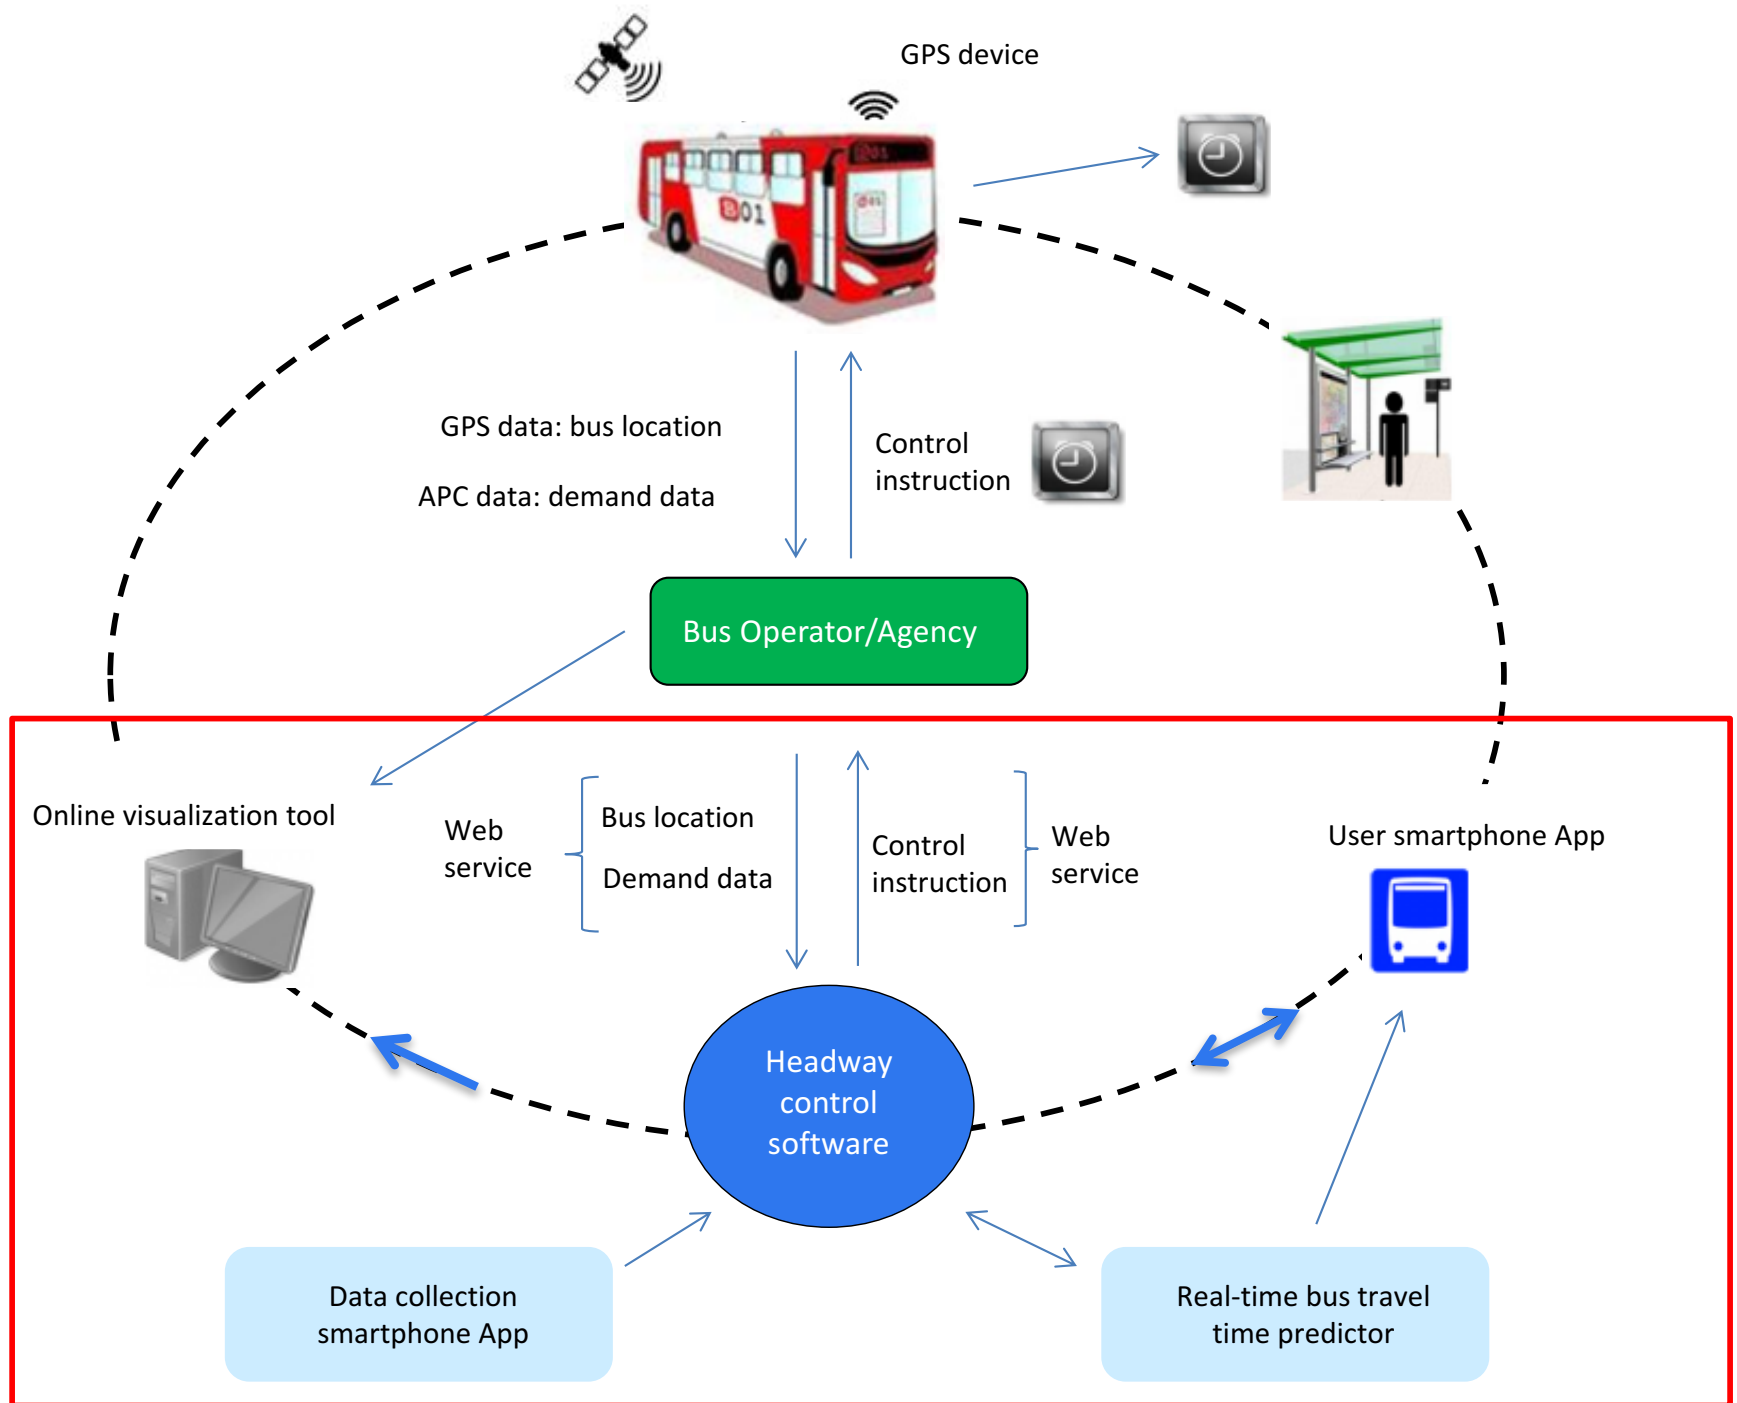 GPS device
B01
GPS data: bus location
APC data: demand data
Control
instruction
Bus Operator/Agency
Online visualization tool
Web
service
Bus location
Demand data
Control
instruction
Web
service
User smartphone App
Headway
control
software
Data collection
smartphone App
Real-time bus travel
time predictor